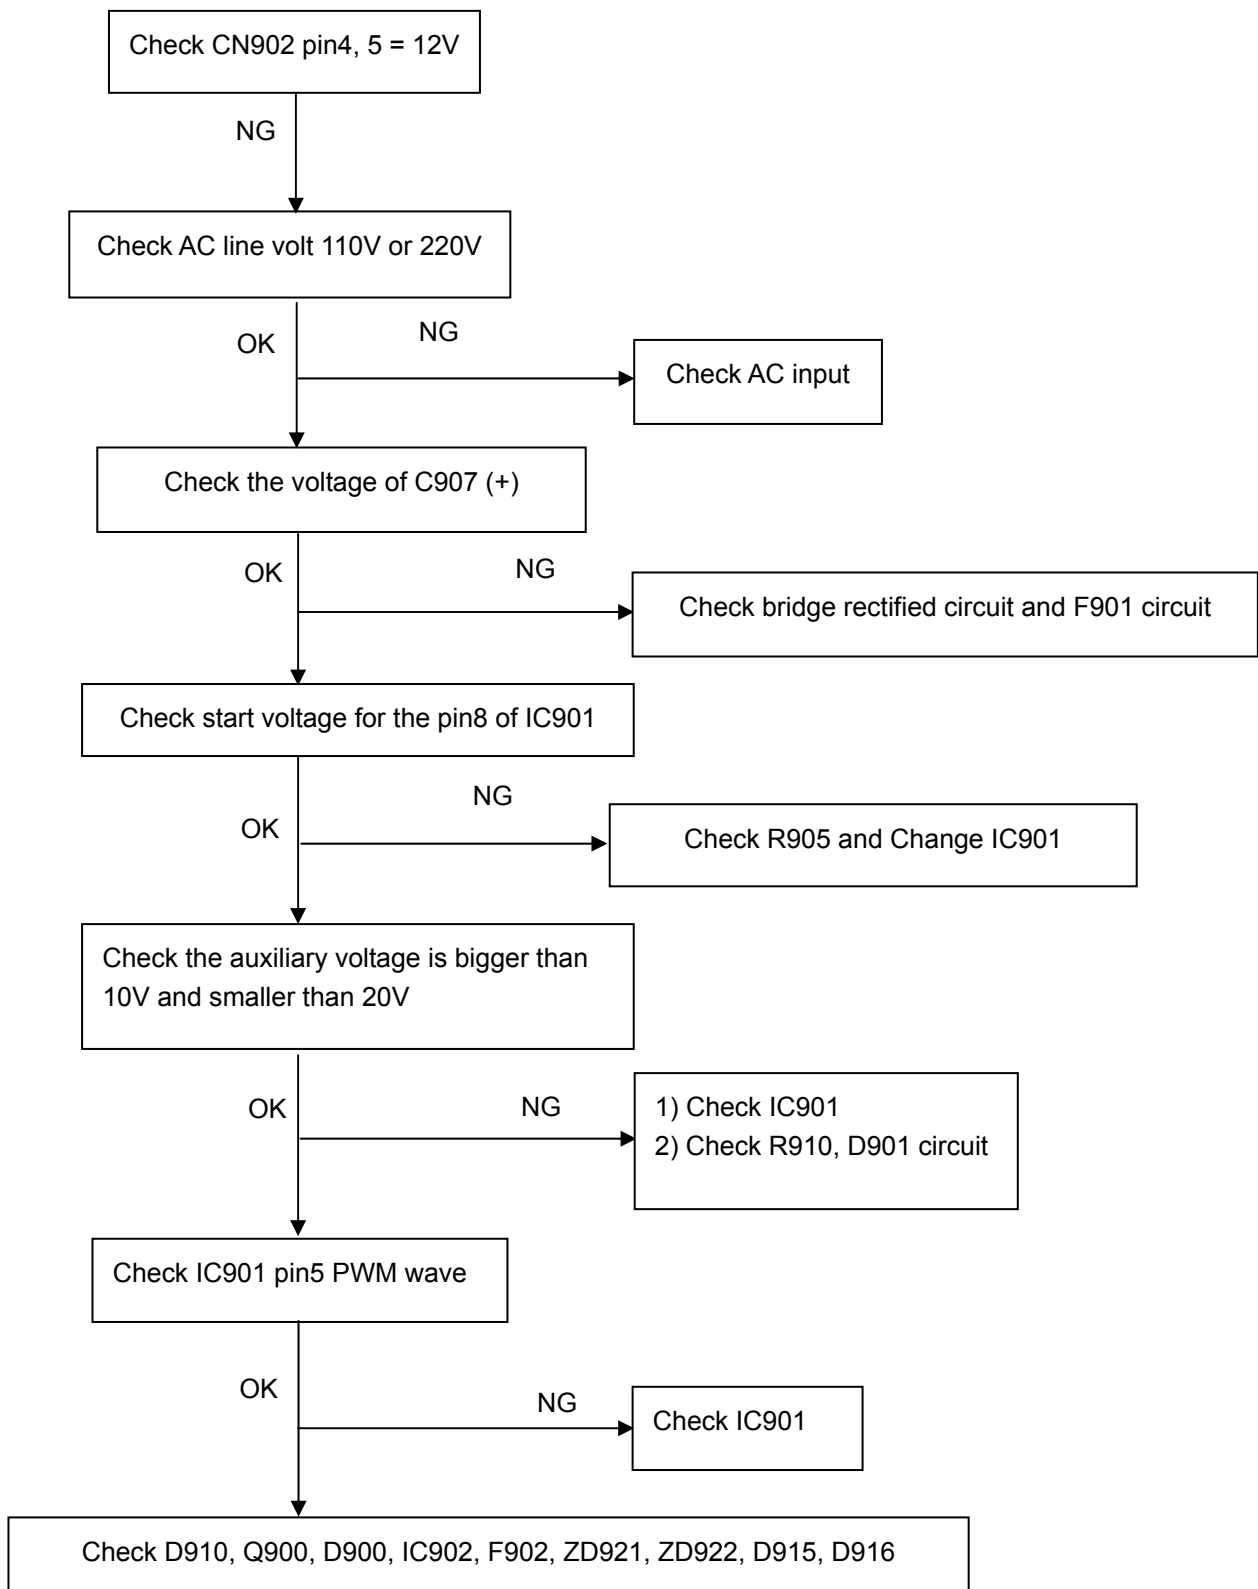 Check CN902 pin4, 5 = 12V
NG
Check AC line volt 110V or 220V
OK
NG
Check AC input
Check the voltage of C907 (+)
OK
NG
Check bridge rectified circuit and F901 circuit
Check start voltage for the pin8 of IC901
NG
OK
Check R905 and Change IC901
Check the auxiliary voltage is bigger than
10V and smaller than 20V
OK
NG
1) Check IC901
2) Check R910, D901 circuit
Check IC901 pin5 PWM wave
OK
NG
Check IC901
Check D910, Q900, D900, IC902, F902, ZD921, ZD922, D915, D916